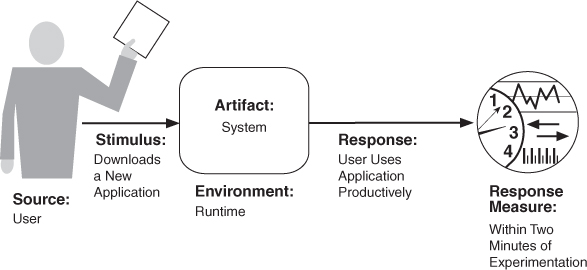 Source:
User
Stimulus:
Downloads
a New
Application
Artifact:
System
Environment:
Runtime
Response:
User Uses
Application
Productively
1
2
3
4
Response
Measure:
Within Two
Minutes of
Experimentation